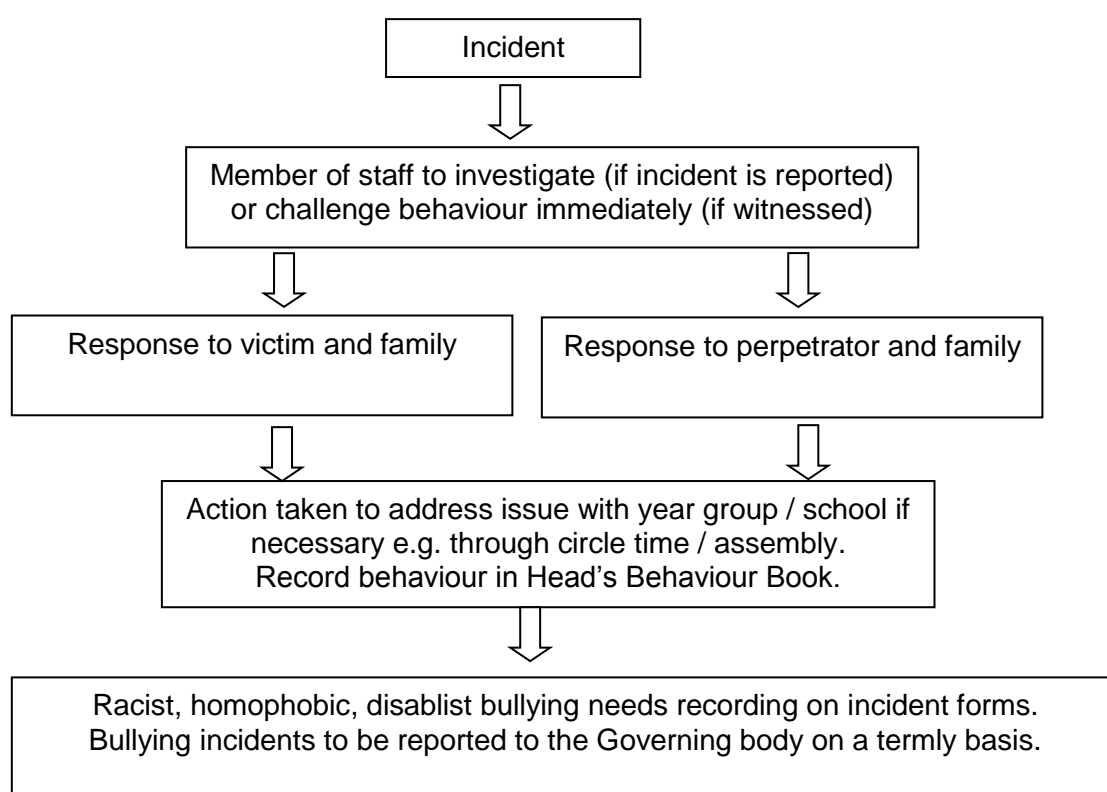 Incident
Member of staff to investigate (if incident is reported)
or challenge behaviour immediately (if witnessed)
Response to victim and family
Response to perpetrator and family
Action taken to address issue with year group / school if
necessary e.g. through circle time / assembly.
Record behaviour in Head’s Behaviour Book.
Racist, homophobic, disablist bullying needs recording on incident forms.
Bullying incidents to be reported to the Governing body on a termly basis.